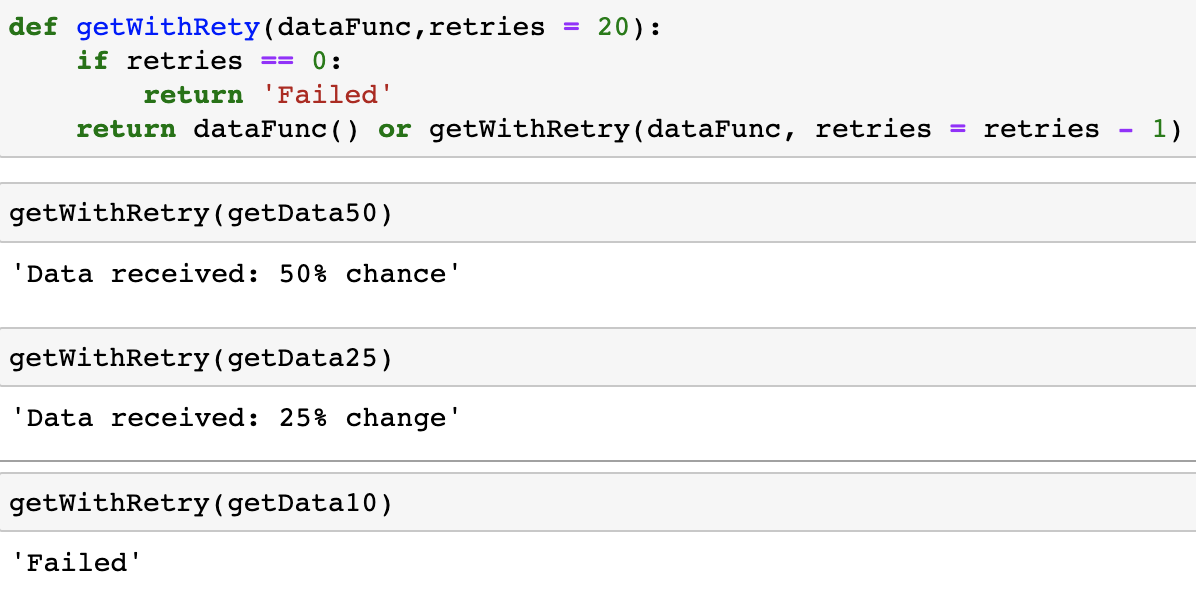 def getWithRety(dataFunc,retries = 20):
    if retries == 0:
        return 'Failed'
    return dataFunc() or getWithRetry(dataFunc, retries = retries - 1)
getWithRetry(getData50)
'Data received: 50% chance'
getWithRetry(getData25)
'Data received: 25% change'
getWithRetry(getData10)
'Failed'